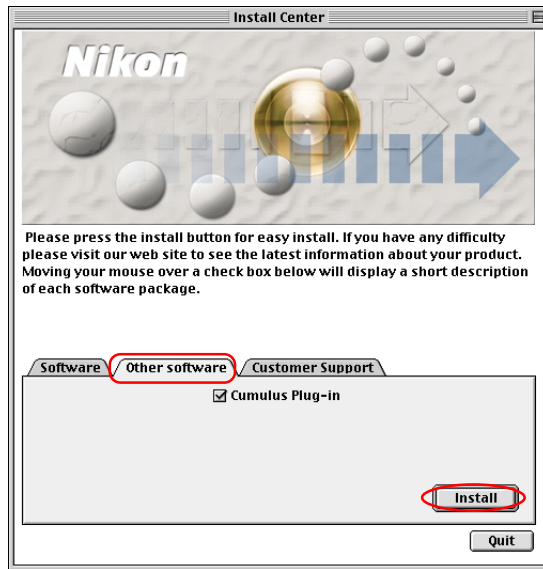 Install Center
Nikon
Please press the install button for easy install. If you have any difficulty
please visit our web site to see the latest information about your product.
Moving your mouse over a check box below will display a short description
of each software package.
Software
Other software
Customer Support
Cumulus Plug-in
Install
Quit